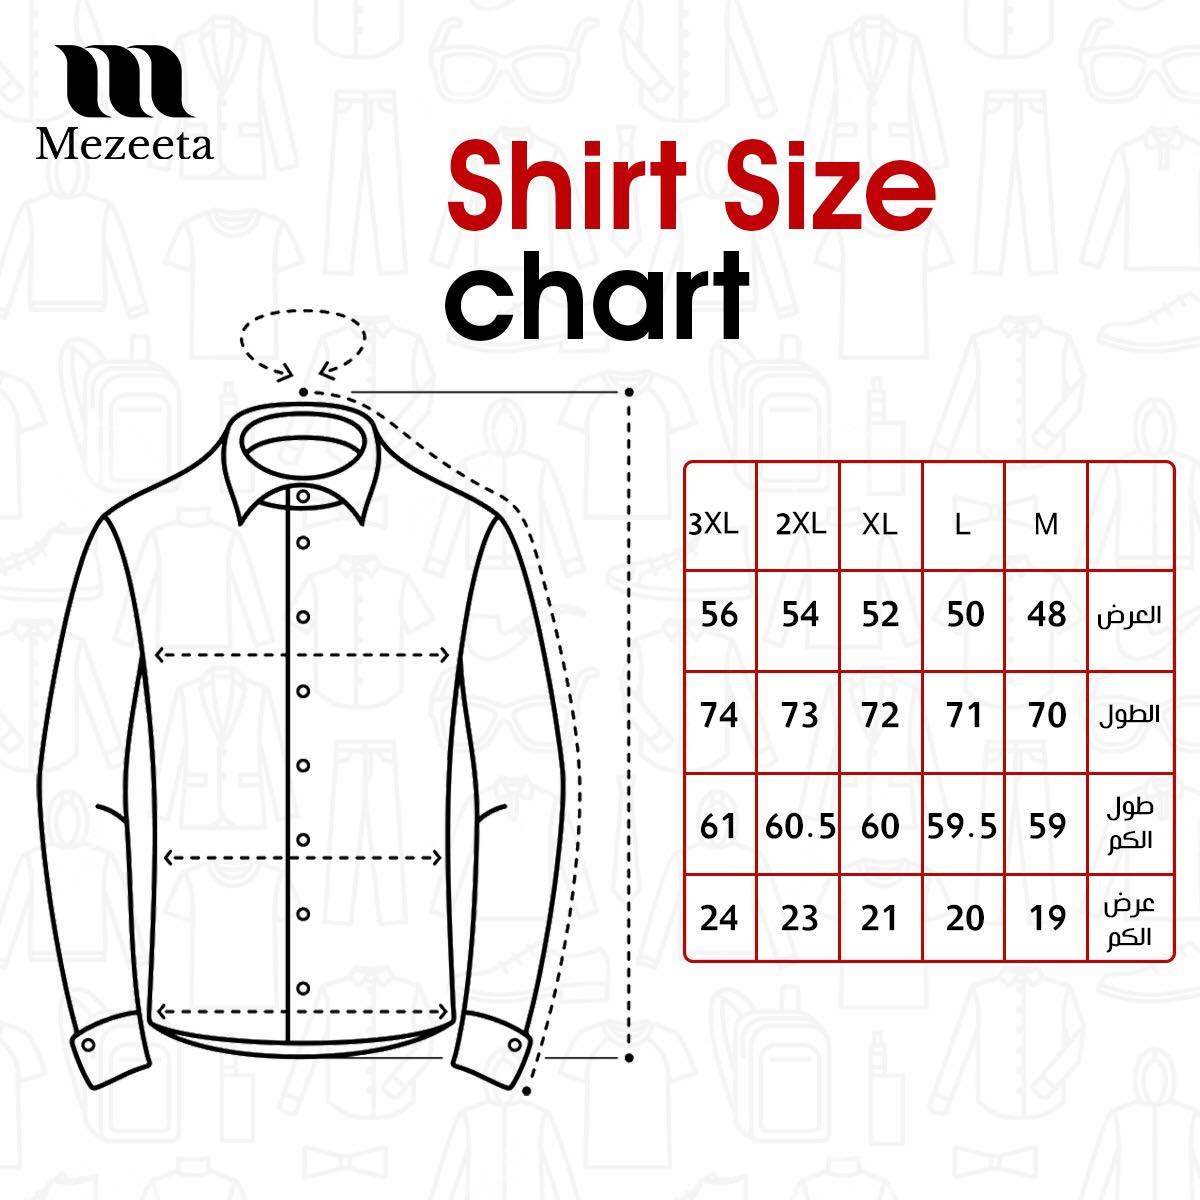 Mezeeta
Shirt Size
chart
3XL 2XL XL L M
56 54 52 50 48 العرض
74 73 72 71 70 الطول
61 60.5 60 59.5 59 طول
الكم
24 23 21 20 19 عرض
الكم